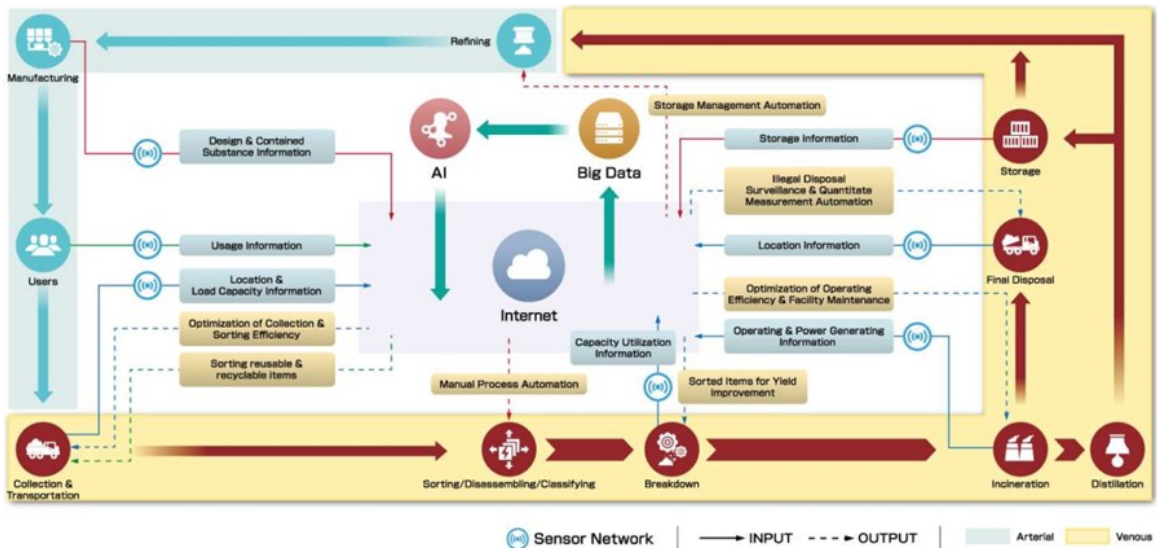 Refining
Manufacturing
Storage Management Automation
Design & Contained
Substance Information
AI
Big Data
Storage Information
Storage
Illegal Disposal
Surveillance & Quantitate
Measurement Automation
Usage Information
Location Information
Users
Final Disposal
Location &
Load Capacity Information
Internet
Optimization of Operating
Efficiency & Facility Maintenance
Optimization of Collection &
Sorting Efficiency
Capacity Utilization
Information
Operating & Power Generating
Information
Sorting reusable &
recyclable items
Manual Process Automation
Sorted Items for Yield
Improvement
Collection &
Transportation
Sorting/Disassembling/Classifying
Breakdown
Incineration
Distillation
Sensor Network
INPUT
OUTPUT
Arterial
Venous